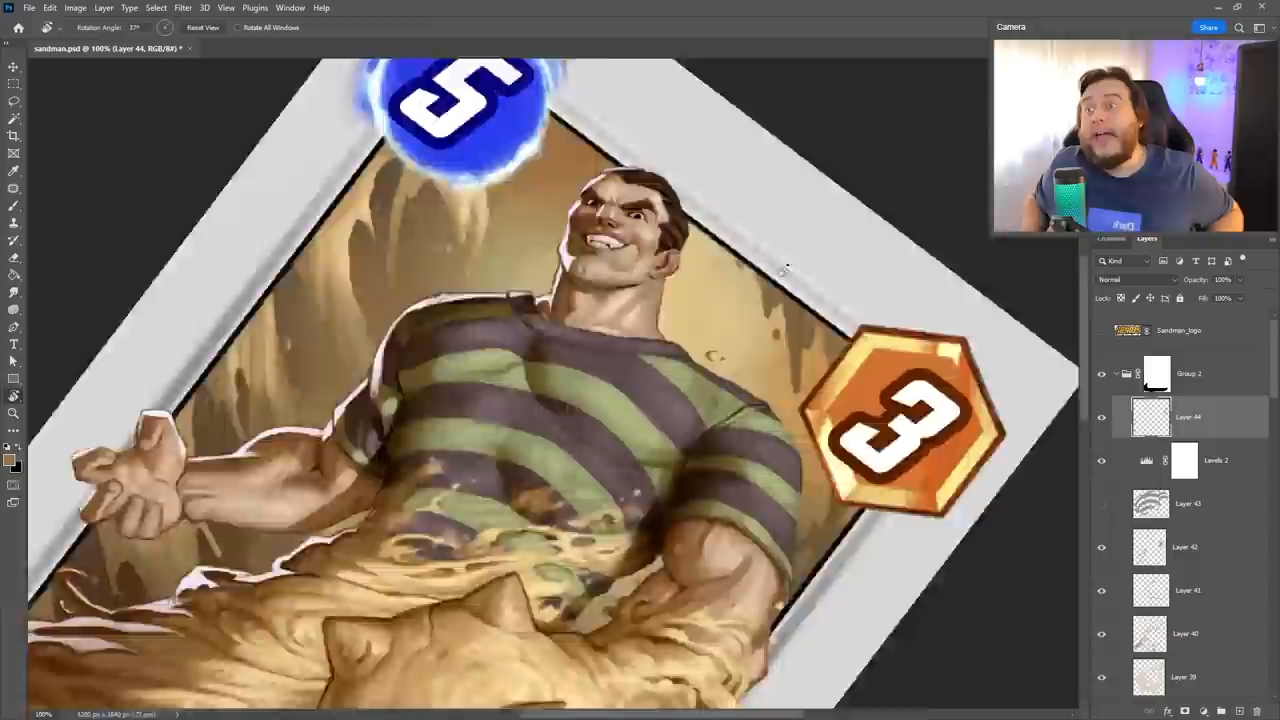 File Edit Image Layer Type Select Filter 3D View Plugins Window Help
Rotation Angle: 37° Reset View Rotate All Windows
Camera
Share
sandman.psd @ 100% (Layer 44, RGB/8#) *
5
3
Layers
Kind
Normal Opacity: 100%
Lock: Fill: 100%
Sandman_logo
Group 2
Layer 44
Levels 2
Layer 43
Layer 42
Layer 41
Layer 40
Layer 39
100%